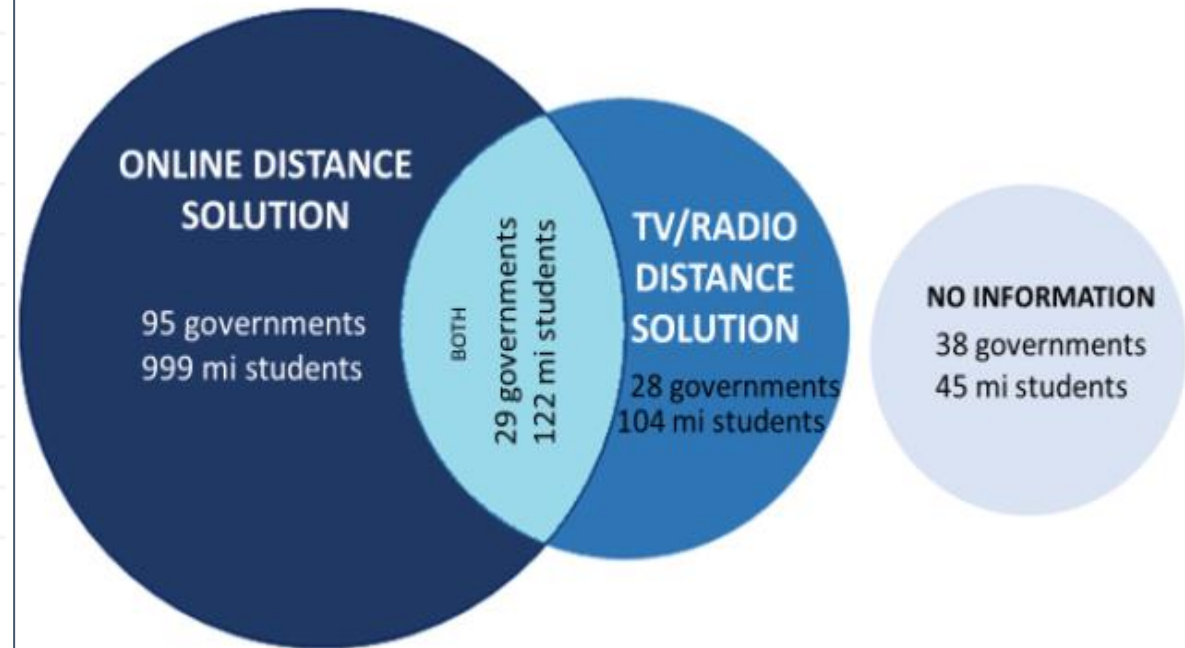 ONLINE DISTANCE
SOLUTION
95 governments
999 mi students
BOTH
29 governments
122 mi students
TV/RADIO
DISTANCE
SOLUTION
28 governments
104 mi students
NO INFORMATION
38 governments
45 mi students